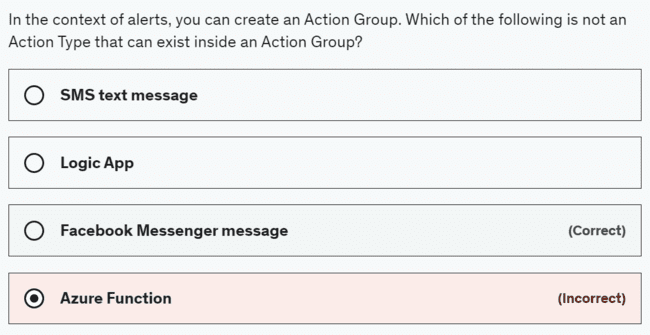 In the context of alerts, you can create an Action Group. Which of the following is not an
Action Type that can exist inside an Action Group?
SMS text message
Logic App
Facebook Messenger message (Correct)
Azure Function (Incorrect)